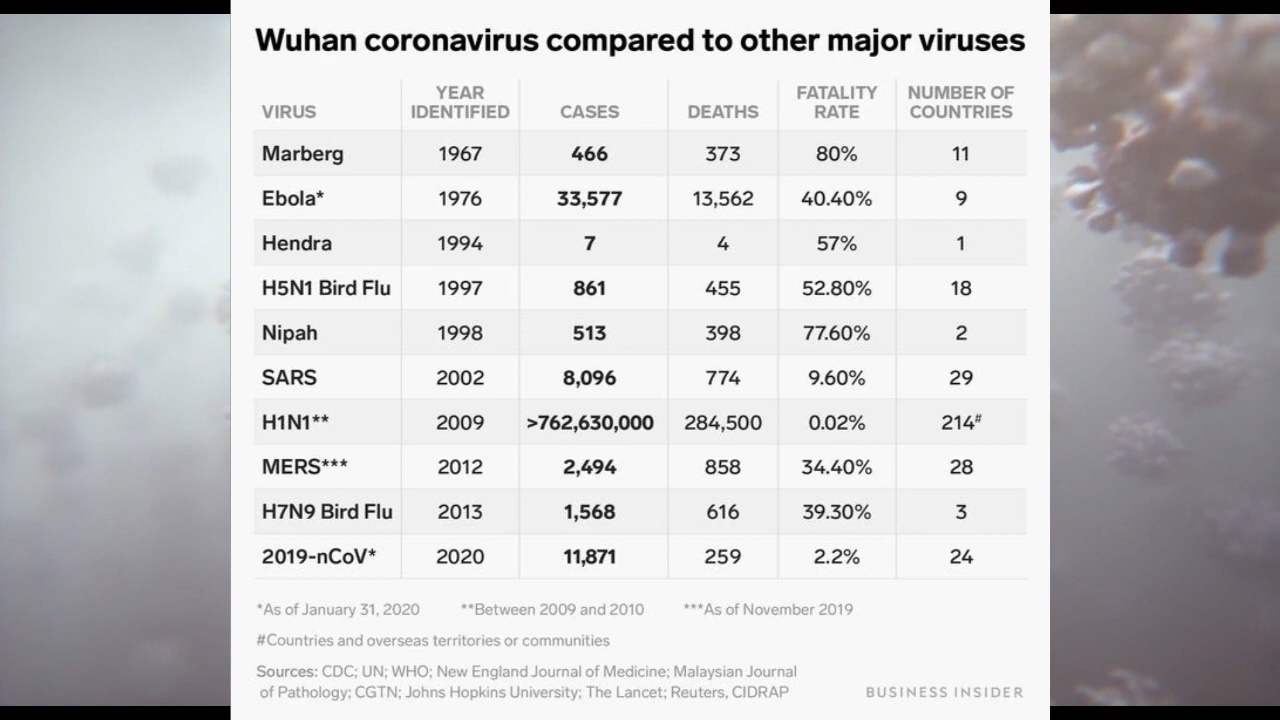 Wuhan coronavirus compared to other major viruses
VIRUS YEAR IDENTIFIED CASES DEATHS FATALITY RATE NUMBER OF COUNTRIES
Marberg 1967 466 373 80% 11
Ebola* 1976 33,577 13,562 40.40% 9
Hendra 1994 7 4 57% 1
H5N1 Bird Flu 1997 861 455 52.80% 18
Nipah 1998 513 398 77.60% 2
SARS 2002 8,096 774 9.60% 29
H1N1** 2009 >762,630,000 284,500 0.02% 214#
MERS*** 2012 2,494 858 34.40% 28
H7N9 Bird Flu 2013 1,568 616 39.30% 3
2019-nCoV* 2020 11,871 259 2.2% 24
*As of January 31, 2020 **Between 2009 and 2010 ***As of November 2019
#Countries and overseas territories or communities
Sources: CDC; UN; WHO; New England Journal of Medicine; Malaysian Journal
of Pathology; CGTN; Johns Hopkins University; The Lancet; Reuters, CIDRAP BUSINESS INSIDER